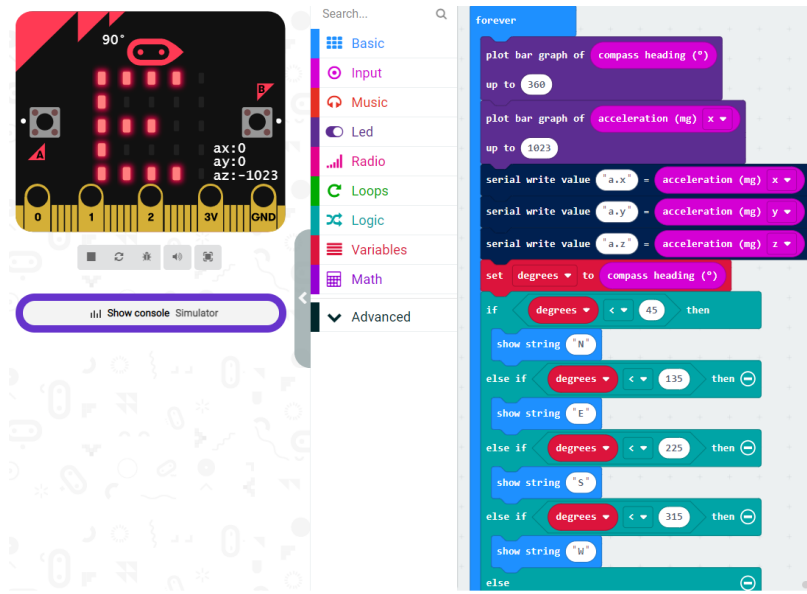 90°
B
A
ax:0
ay:0
az:-1023
0 1 2 3V GND
Show console Simulator
Search...
Basic
Input
Music
Led
Radio
Loops
Logic
Variables
Math
Advanced
forever
plot bar graph of compass heading (°)
up to 360
plot bar graph of acceleration (mg) x
up to 1023
serial write value "a.x" = acceleration (mg) x
serial write value "a.y" = acceleration (mg) y
serial write value "a.z" = acceleration (mg) z
set degrees to compass heading (°)
if degrees < 45 then
show string "N"
else if degrees < 135 then
show string "E"
else if degrees < 225 then
show string "S"
else if degrees < 315 then
show string "W"
else